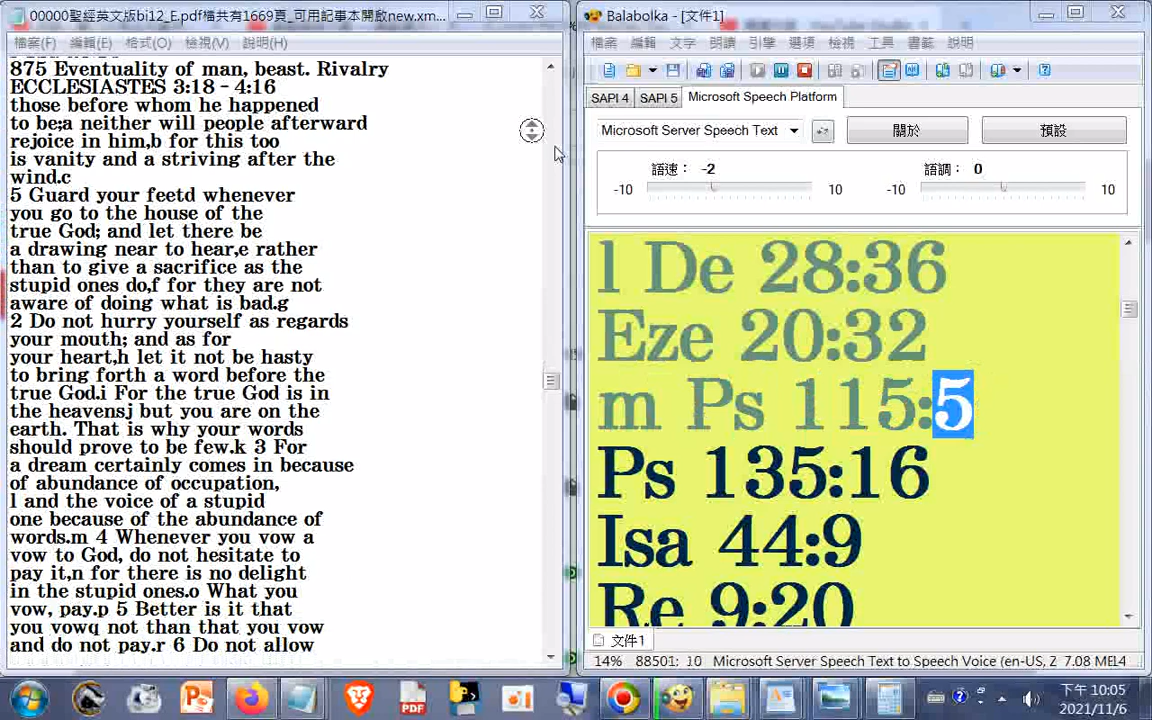 00000聖經英文版bi12_E.pdf檔共有1669頁_可用記事本開啟new.xm...
檔案(F) 編輯(E) 格式(O) 檢視(V) 說明(H)
875 Eventuality of man, beast. Rivalry
ECCLESIASTES 3:18 - 4:16
those before whom he happened
to be;a neither will people afterward
rejoice in him,b for this too
is vanity and a striving after the
wind.c
5 Guard your feetd whenever
you go to the house of the
true God; and let there be
a drawing near to hear,e rather
than to give a sacrifice as the
stupid ones do,f for they are not
aware of doing what is bad.g
2 Do not hurry yourself as regards
your mouth; and as for
your heart,h let it not be hasty
to bring forth a word before the
true God.i For the true God is in
the heavensj but you are on the
earth. That is why your words
should prove to be few.k 3 For
a dream certainly comes in because
of abundance of occupation,
l and the voice of a stupid
one because of the abundance of
words.m 4 Whenever you vow a
vow to God, do not hesitate to
pay it,n for there is no delight
in the stupid ones.o What you
vow, pay.p 5 Better is it that
you vowq not than that you vow
and do not pay.r 6 Do not allow
Balabolka - [文件1]
檔案 編輯 文字 朗讀 引擎 選項 檢視 工具 書籤 說明
SAPI 4 SAPI 5 Microsoft Speech Platform
Microsoft Server Speech Text 關於 預設
語速: -2 語調: 0
-10 10 -10 10
l De 28:36
Eze 20:32
m Ps 115:5
Ps 135:16
Isa 44:9
Re 9:20
文件1
14% 88501: 10 Microsoft Server Speech Text to Speech Voice (en-US, Z 7.08 ME
PDF
下午 10:05
2021/11/6